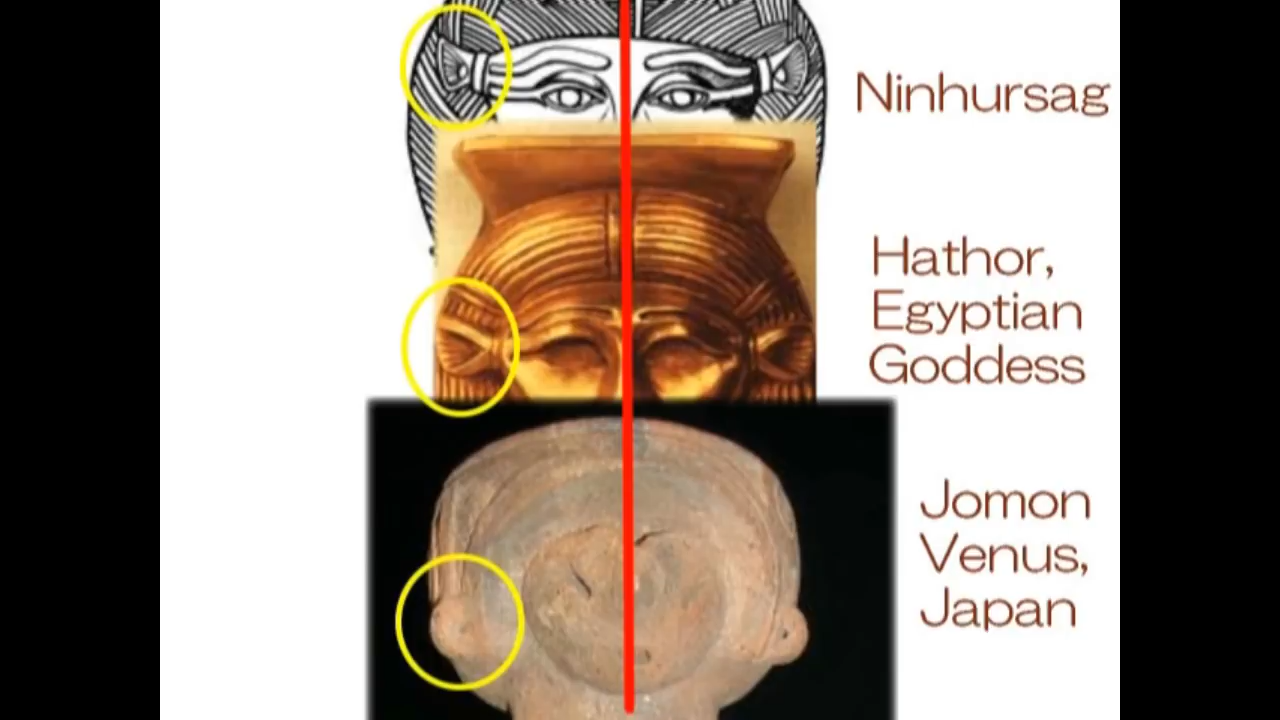 Ninhursag
Hathor,
Egyptian
Goddess
Jomon
Venus,
Japan